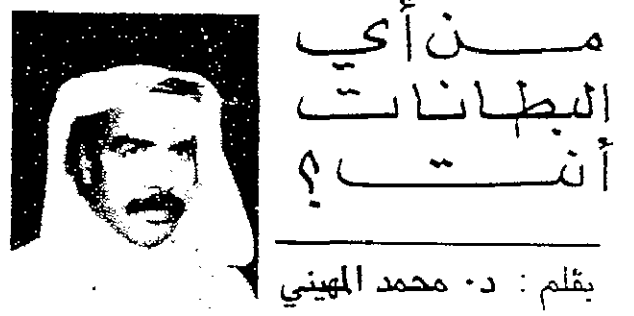 من أي
البطانات
أنت ؟
بقلم : د. محمد المهيني